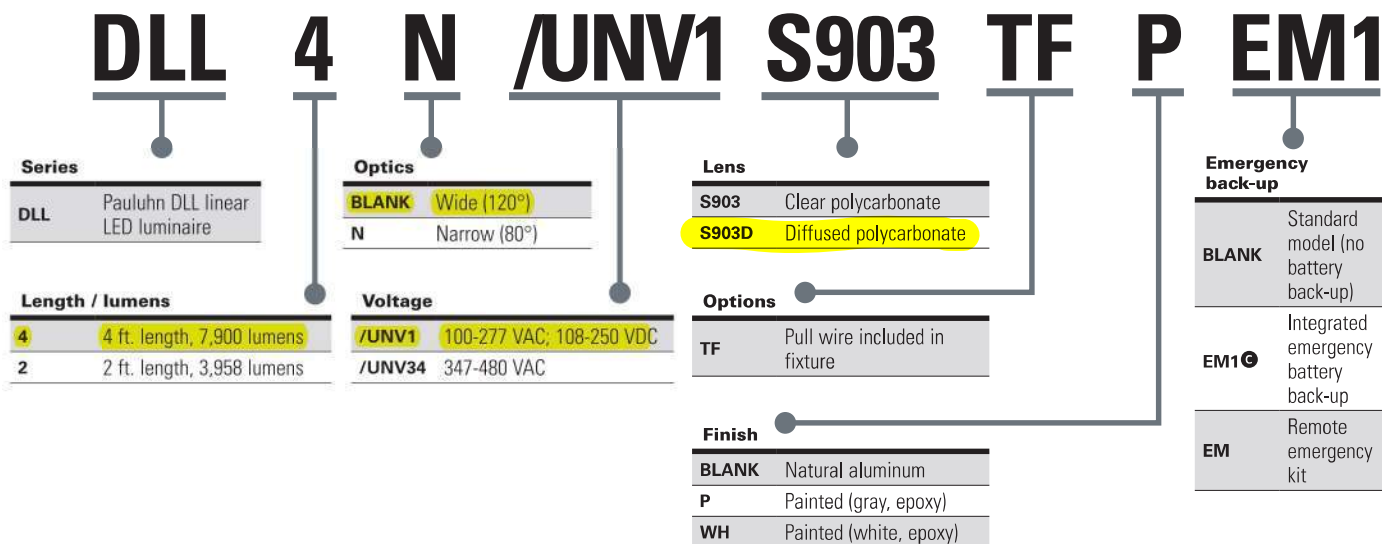 DLL 4 N /UNV1 S903 TF P EM1
Series
DLL Pauluhn DLL linear
LED luminaire
Length / lumens
4 4 ft. length, 7,900 lumens
2 2 ft. length, 3,958 lumens
Optics
BLANK Wide (120°)
N Narrow (80°)
Voltage
/UNV1 100-277 VAC; 108-250 VDC
/UNV34 347-480 VAC
Lens
S903 Clear polycarbonate
S903D Diffused polycarbonate
Options
TF Pull wire included in
fixture
Finish
BLANK Natural aluminum
P Painted (gray, epoxy)
WH Painted (white, epoxy)
Emergency
back-up
BLANK Standard
model (no
battery
back-up)
EM1 C Integrated
emergency
battery
back-up
EM Remote
emergency
kit